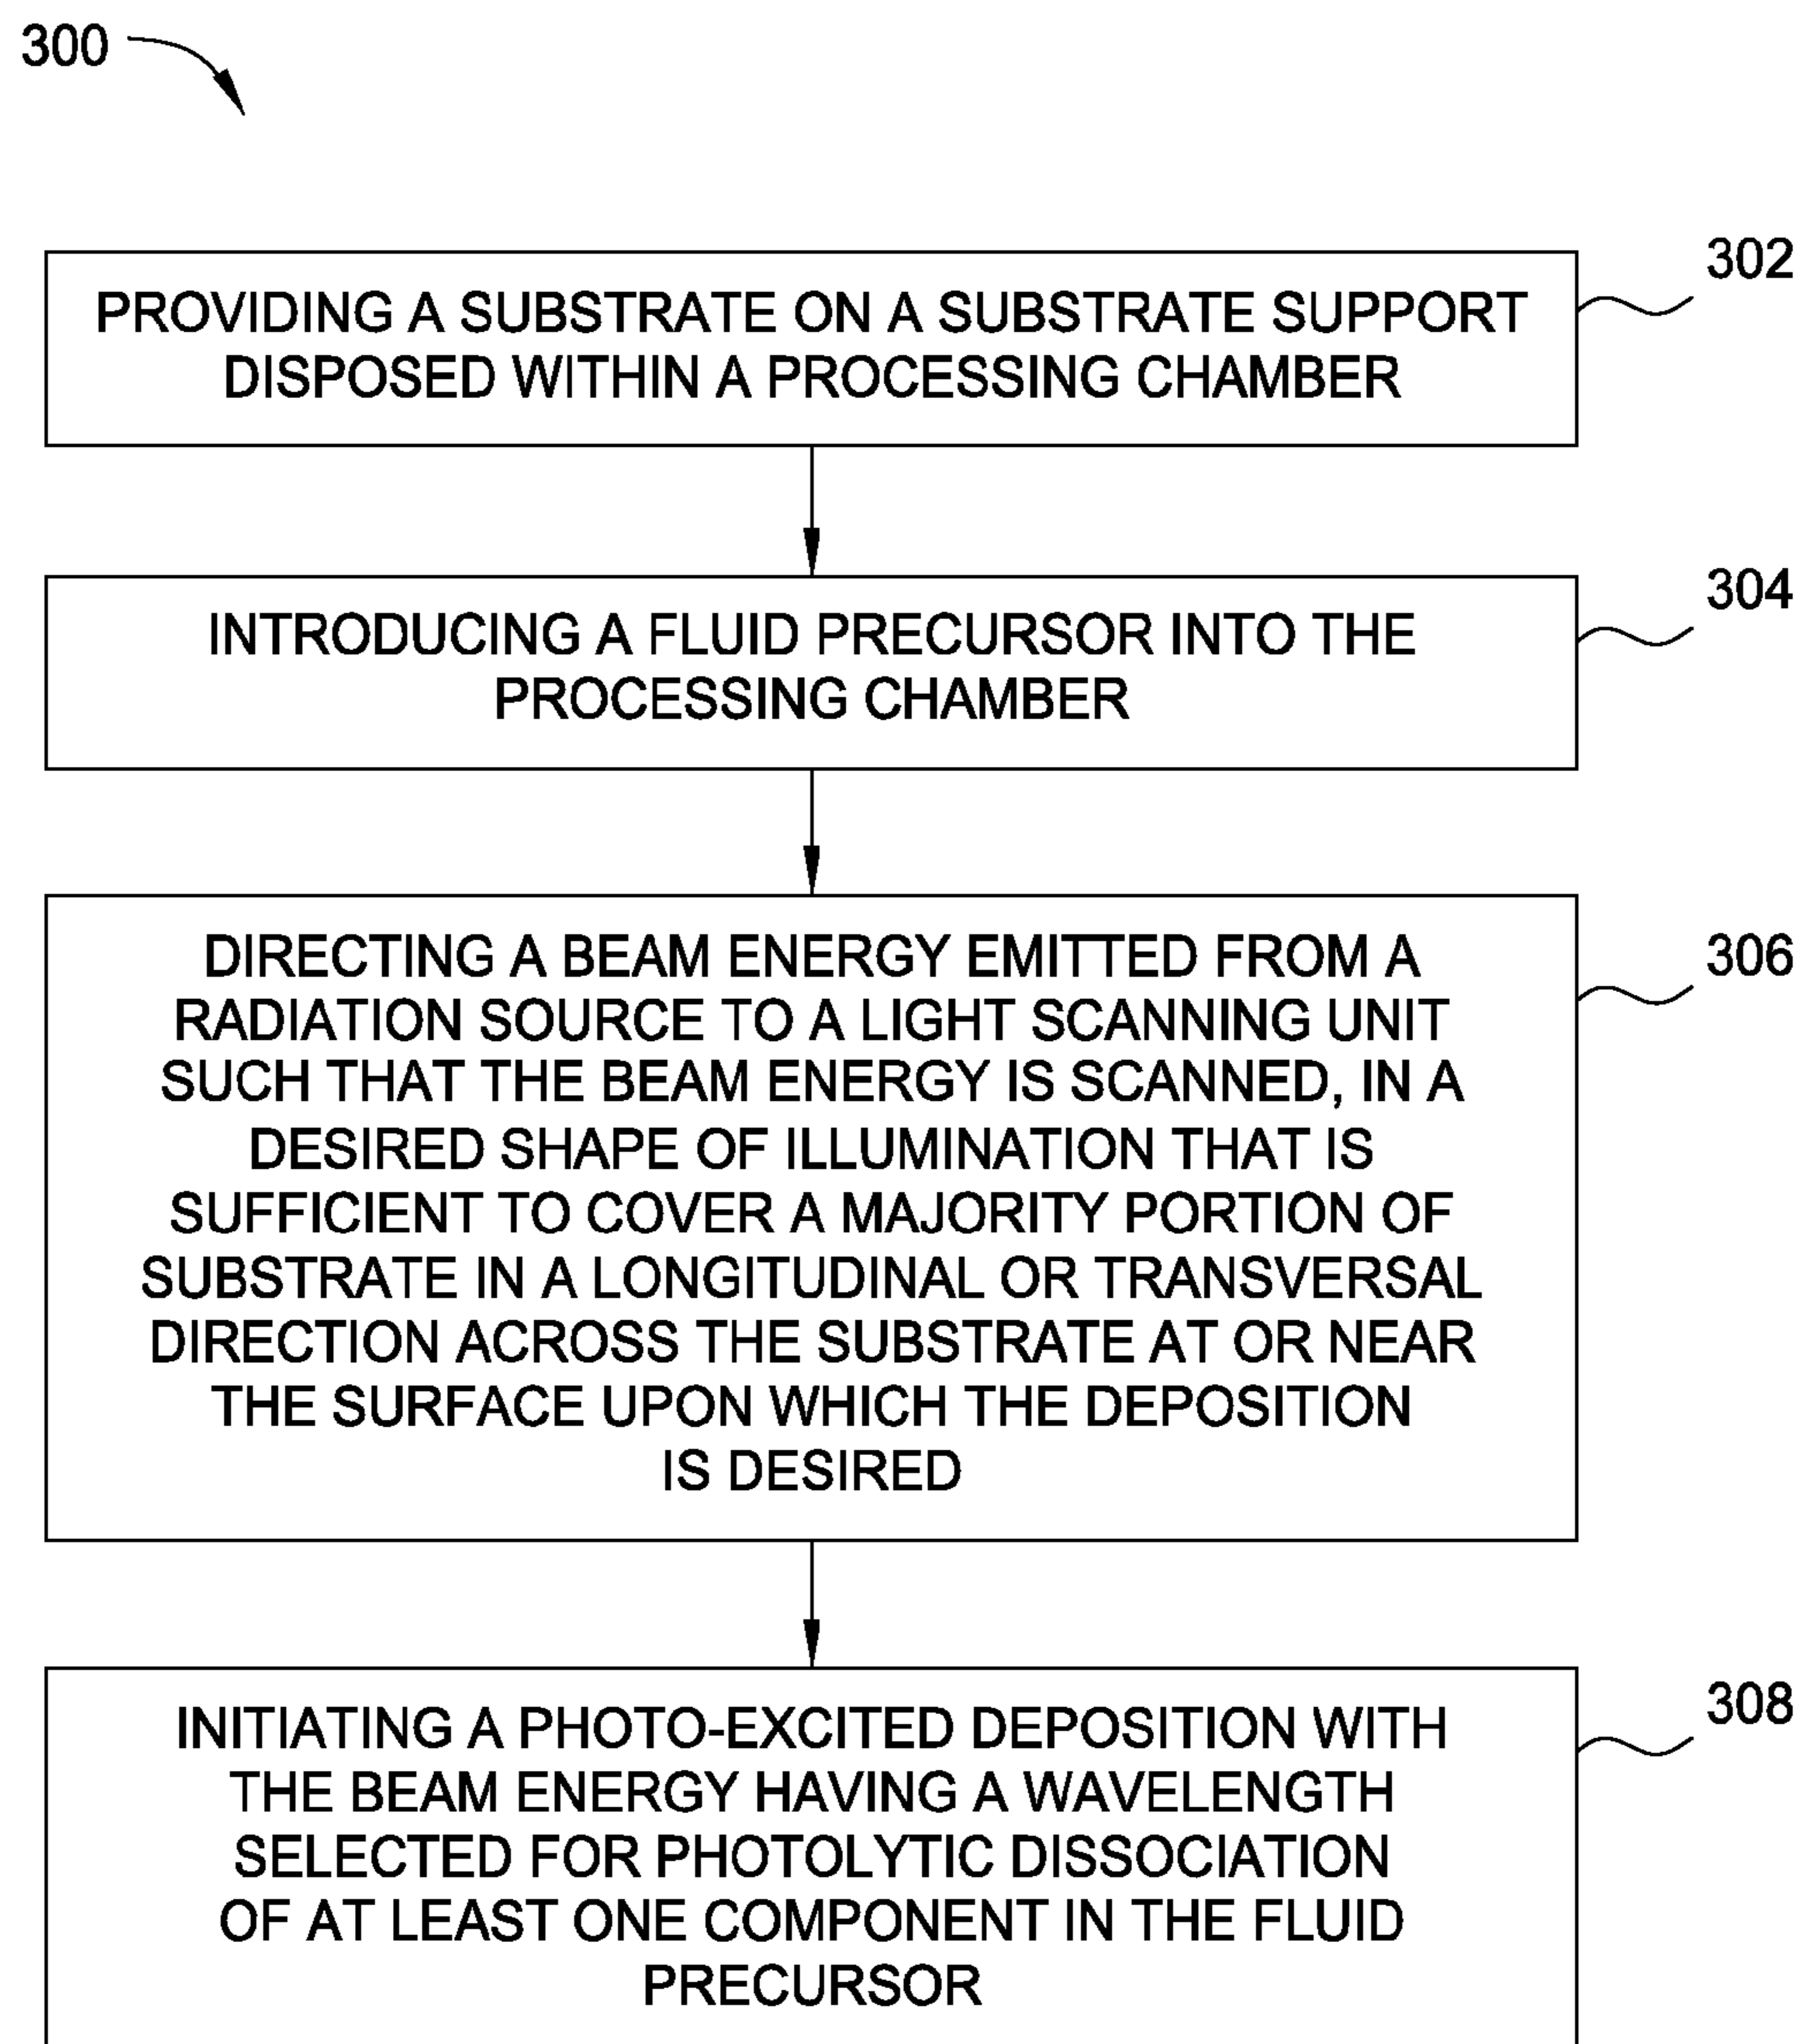 300
302
PROVIDING A SUBSTRATE ON A SUBSTRATE SUPPORT
DISPOSED WITHIN A PROCESSING CHAMBER
304
INTRODUCING A FLUID PRECURSOR INTO THE
PROCESSING CHAMBER
306
DIRECTING A BEAM ENERGY EMITTED FROM A
RADIATION SOURCE TO A LIGHT SCANNING UNIT
SUCH THAT THE BEAM ENERGY IS SCANNED, IN A
DESIRED SHAPE OF ILLUMINATION THAT IS
SUFFICIENT TO COVER A MAJORITY PORTION OF
SUBSTRATE IN A LONGITUDINAL OR TRANSVERSAL
DIRECTION ACROSS THE SUBSTRATE AT OR NEAR
THE SURFACE UPON WHICH THE DEPOSITION
IS DESIRED
308
INITIATING A PHOTO-EXCITED DEPOSITION WITH
THE BEAM ENERGY HAVING A WAVELENGTH
SELECTED FOR PHOTOLYTIC DISSOCIATION
OF AT LEAST ONE COMPONENT IN THE FLUID
PRECURSOR